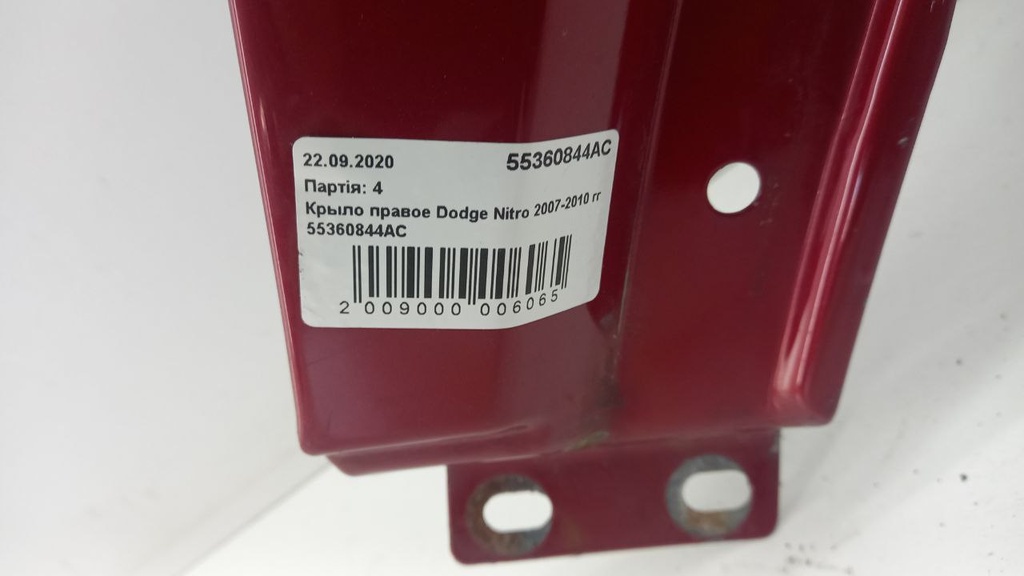 22.09.2020 55360844AC
Партія: 4
Крыло правое Dodge Nitro 2007-2010 гг
55360844AC
2 009000 006065